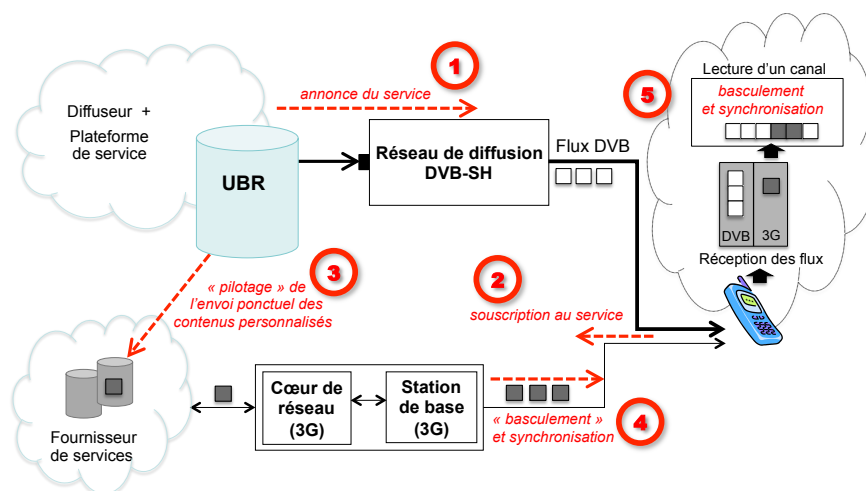 1
annonce du service
Diffuseur +
Plateforme
de service
UBR
Réseau de diffusion
DVB-SH
Flux DVB
Lecture d'un canal
5
basculement
et synchronisation
DVB
3G
Réception des flux
« pilotage » de
l'envoi ponctuel des
contenus personnalisés
3
2
souscription au service
Cœur de
réseau
(3G)
Station
de base
(3G)
« basculement »
et synchronisation
4
Fournisseur
de services